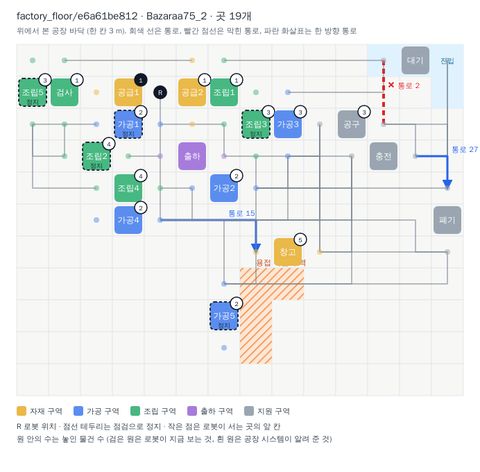 factory_floor/e6a61be812 · Bazaraa75_2 · 곳 19개
위에서 본 공장 바닥 (한 칸 3 m). 회색 선은 통로, 빨간 점선은 막힌 통로, 파란 화살표는 한 방향 통로
대기
진입
조립5
정지
3
검사
1
공급1
1
R
공급2
1
조립1
1
✕ 통로 2
가공1
정지
2
조립3
정지
3
가공3
3
공구
3
조립2
정지
4
출하
충전
통로 27
조립4
4
가공2
2
가공4
2
통로 15
폐기
창고
5
용접
역
가공5
정지
2
자재 구역
가공 구역
조립 구역
출하 구역
지원 구역
R 로봇 위치 · 점선 테두리는 점검으로 정지 · 작은 점은 로봇이 서는 곳의 앞 칸
원 안의 수는 놓인 물건 수 (검은 원은 로봇이 지금 보는 것, 흰 원은 공장 시스템이 알려 준 것)